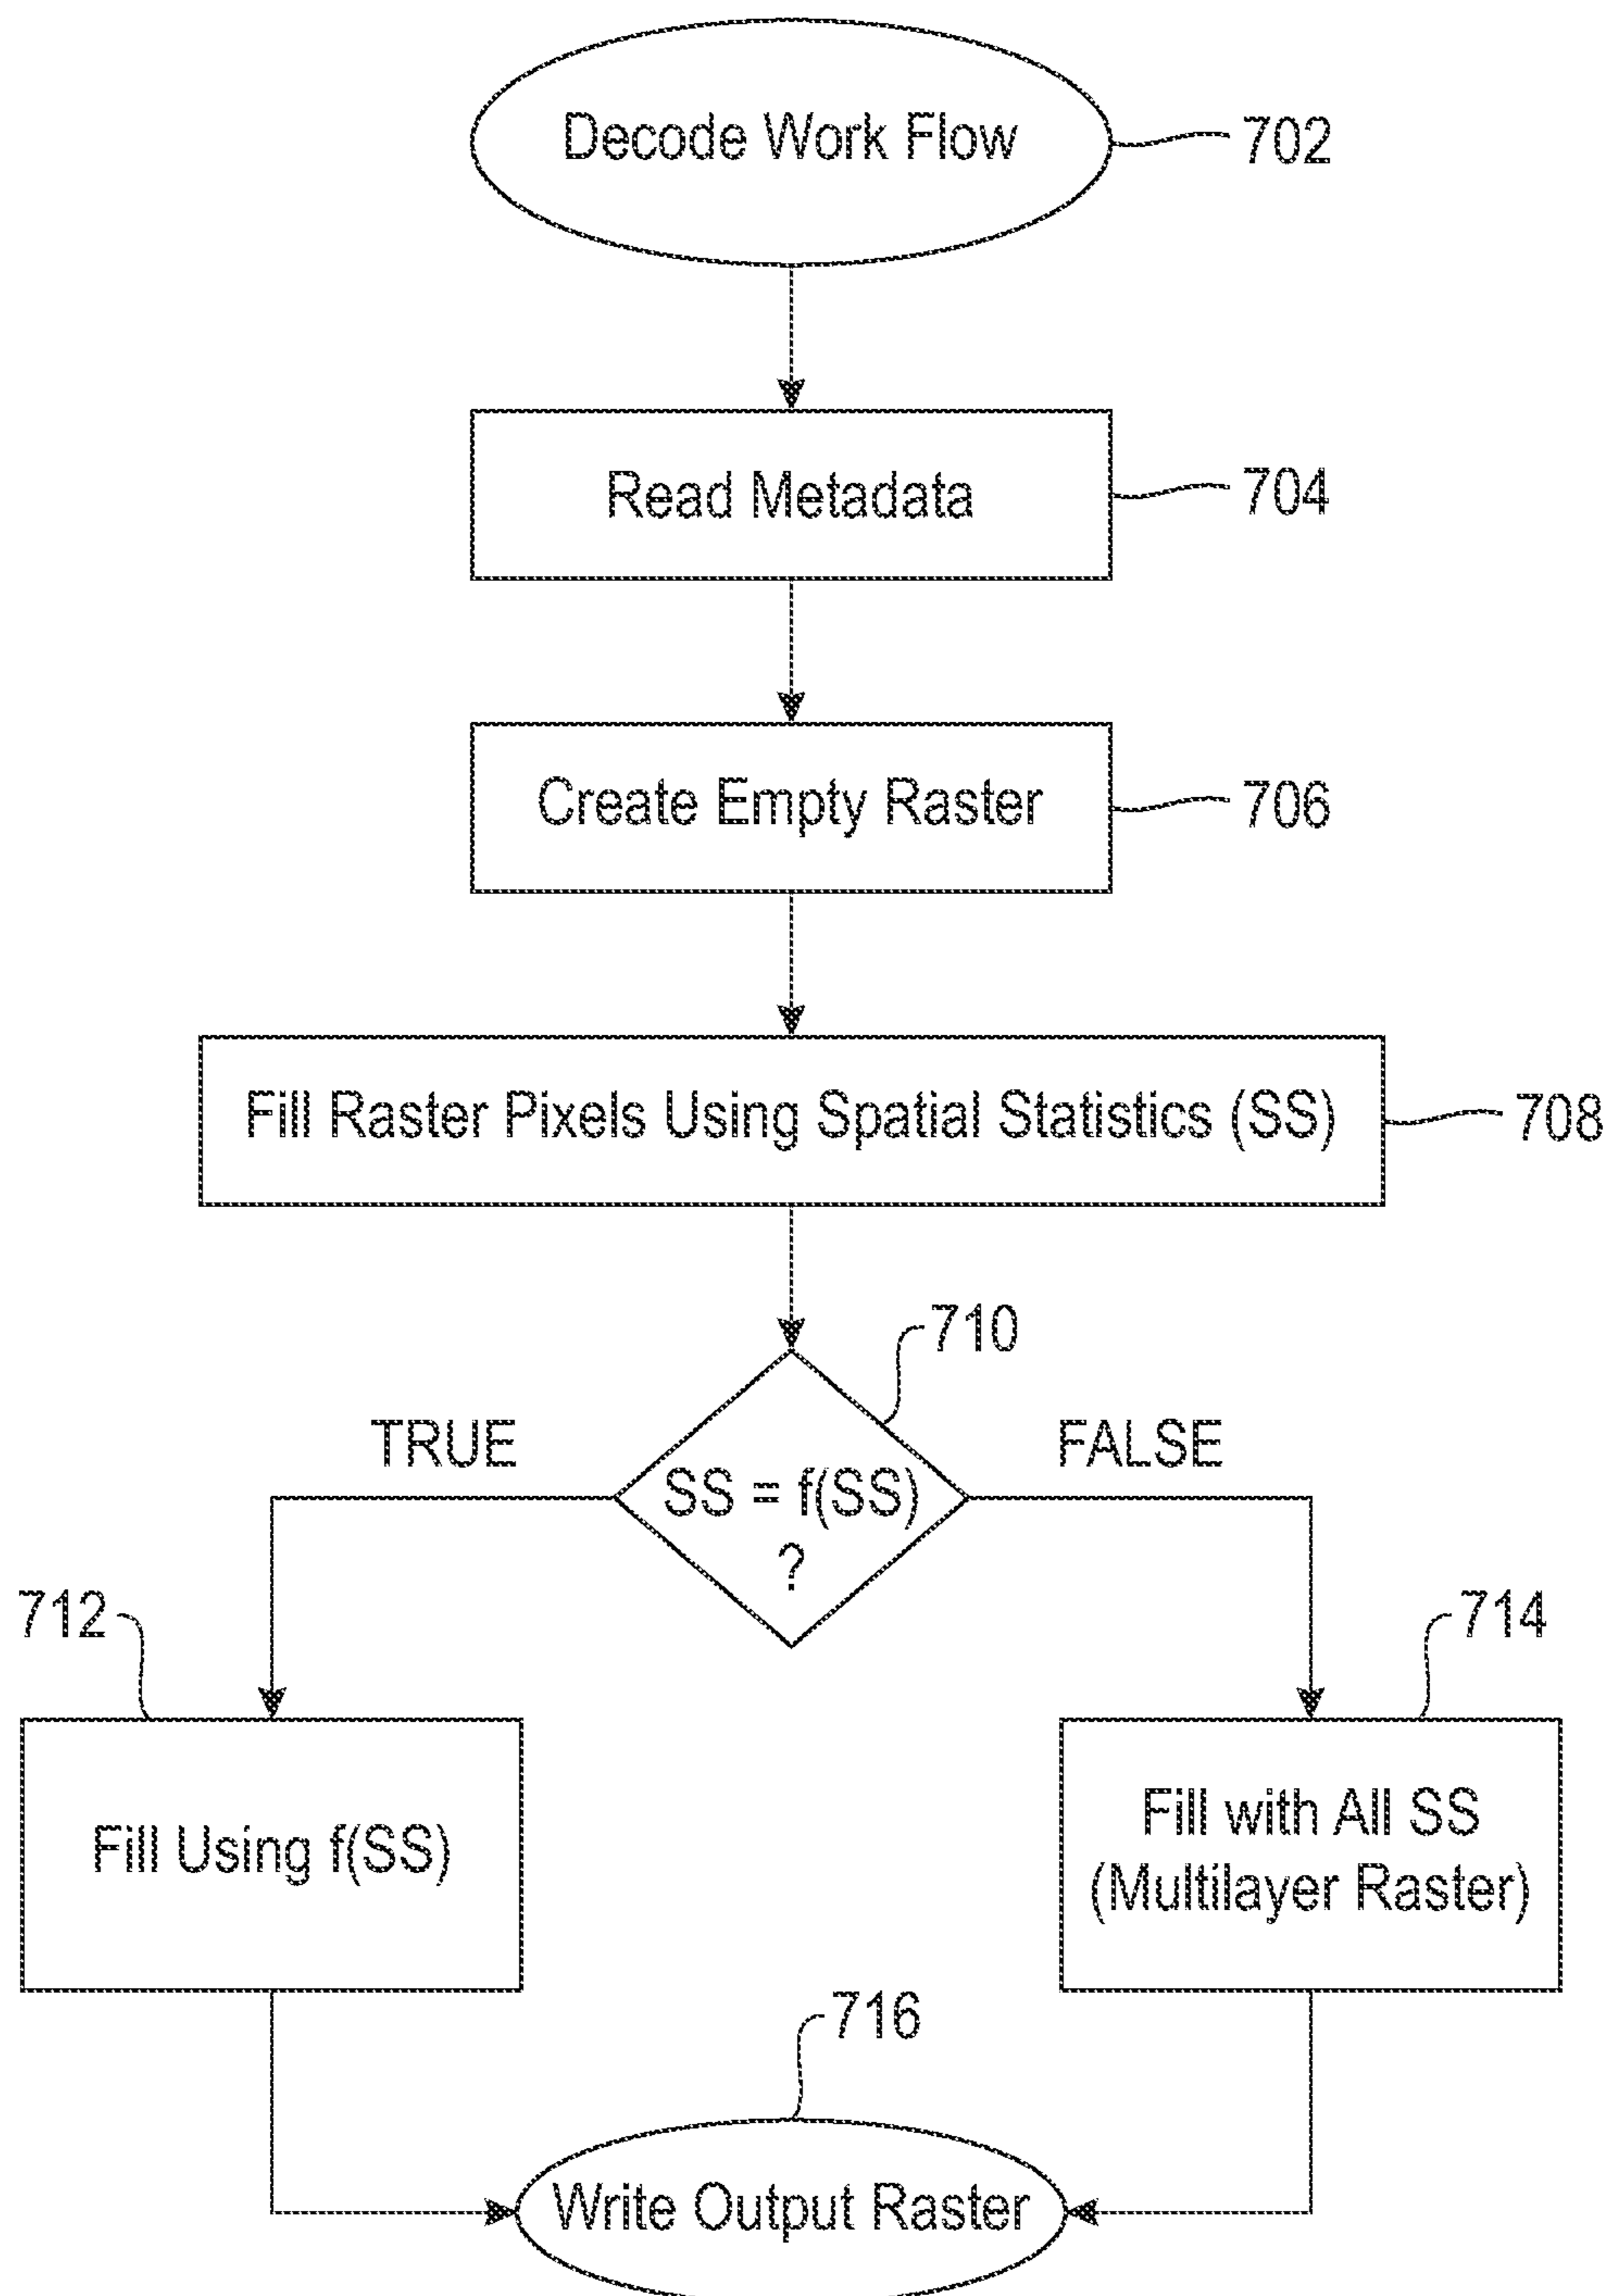 Decode Work Flow
702
Read Metadata
704
Create Empty Raster
706
Fill Raster Pixels Using Spatial Statistics (SS)
708
710
TRUE
FALSE
SS = f(SS)
?
712
714
Fill Using f(SS)
Fill with All SS
(Multilayer Raster)
716
Write Output Raster